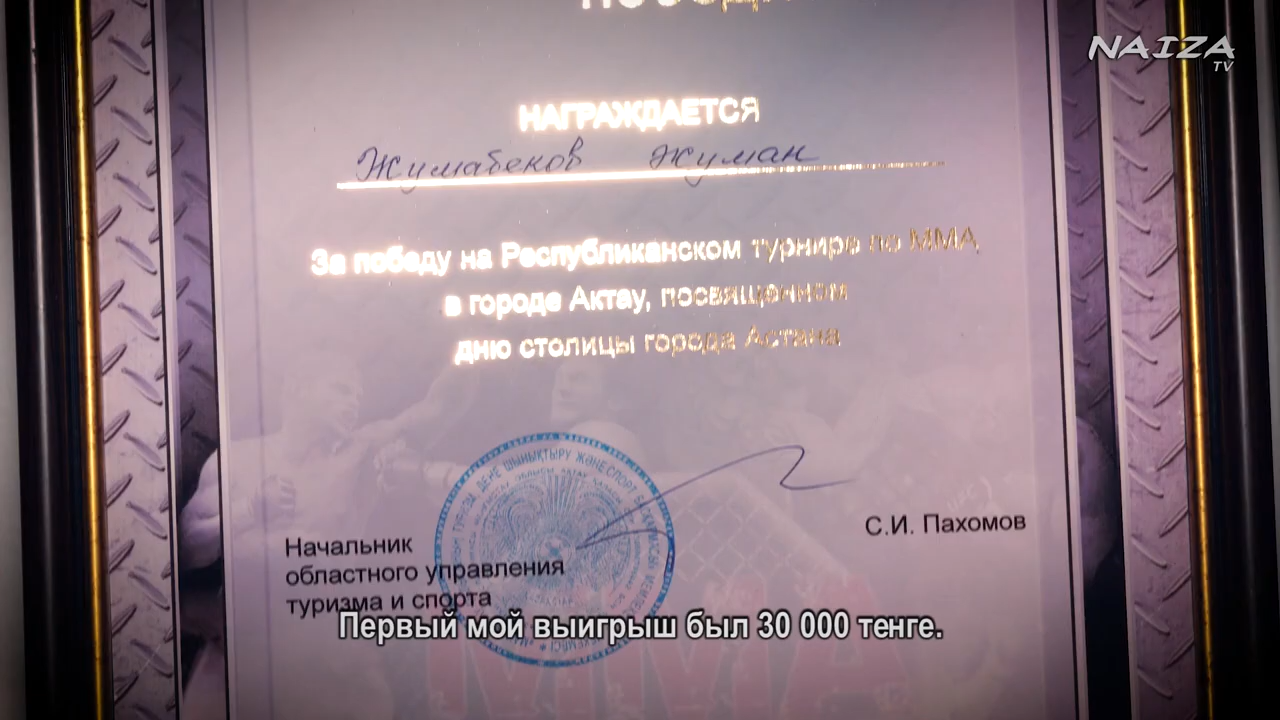 NAIZA
TV
НАГРАЖДАЕТСЯ
Жумабеков Жуман
За победу на Республиканском турнире по ММА
в городе Актау, посвященном
дню столицы города Астана
С.И. Пахомов
Начальник
областного управления
туризма и спорта
Первый мой выигрыш был 30 000 тенге.
ММА